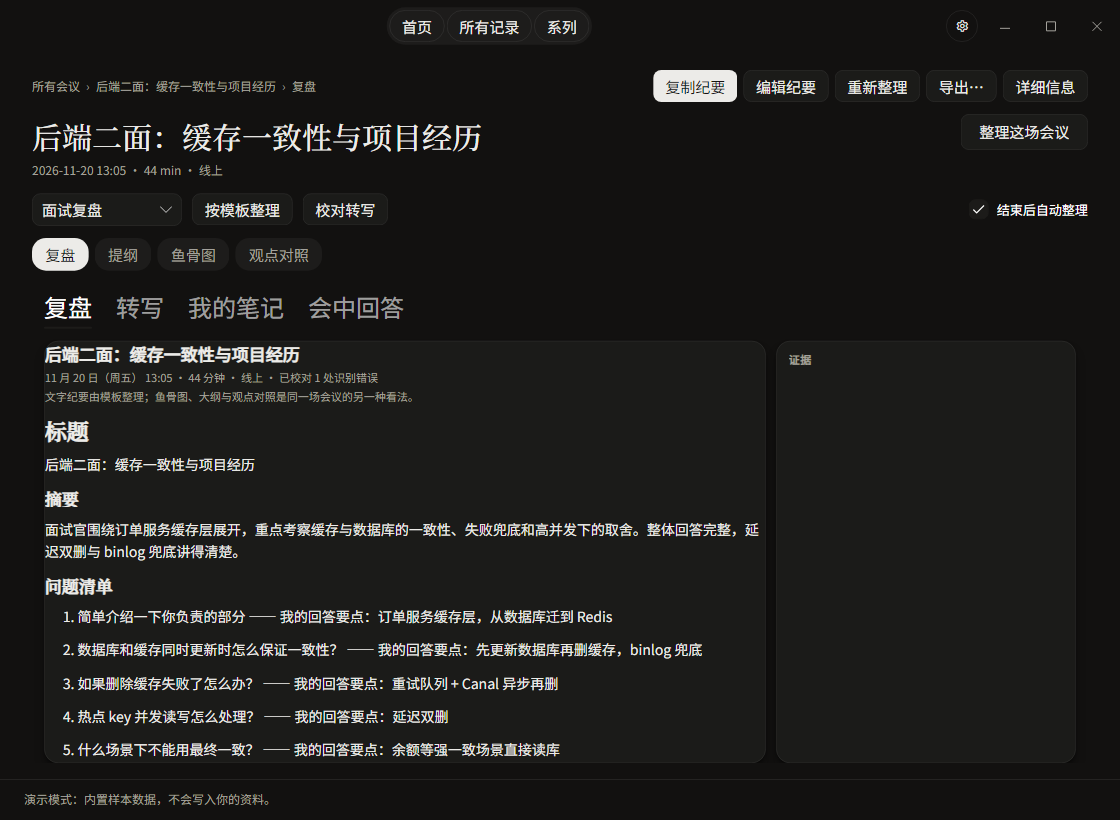 首页 所有记录 系列
所有会议 › 后端二面：缓存一致性与项目经历 › 复盘
复制纪要 编辑纪要 重新整理 导出… 详细信息
后端二面：缓存一致性与项目经历
整理这场会议
2026-11-20 13:05 · 44 min · 线上
面试复盘 按模板整理 校对转写
结束后自动整理
复盘 提纲 鱼骨图 观点对照
复盘 转写 我的笔记 会中回答
后端二面：缓存一致性与项目经历
11 月 20 日（周五） 13:05 · 44 分钟 · 线上 · 已校对 1 处识别错误
文字纪要由模板整理；鱼骨图、大纲与观点对照是同一场会议的另一种看法。
标题
后端二面：缓存一致性与项目经历
摘要
面试官围绕订单服务缓存层展开，重点考察缓存与数据库的一致性、失败兜底和高并发下的取舍。整体回答完整，延
迟双删与 binlog 兜底讲得清楚。
问题清单
1. 简单介绍一下你负责的部分 —— 我的回答要点：订单服务缓存层，从数据库迁到 Redis
2. 数据库和缓存同时更新时怎么保证一致性？ —— 我的回答要点：先更新数据库再删缓存，binlog 兜底
3. 如果删除缓存失败了怎么办？ —— 我的回答要点：重试队列 + Canal 异步再删
4. 热点 key 并发读写怎么处理？ —— 我的回答要点：延迟双删
5. 什么场景下不能用最终一致？ —— 我的回答要点：余额等强一致场景直接读库
证据
演示模式：内置样本数据，不会写入你的资料。